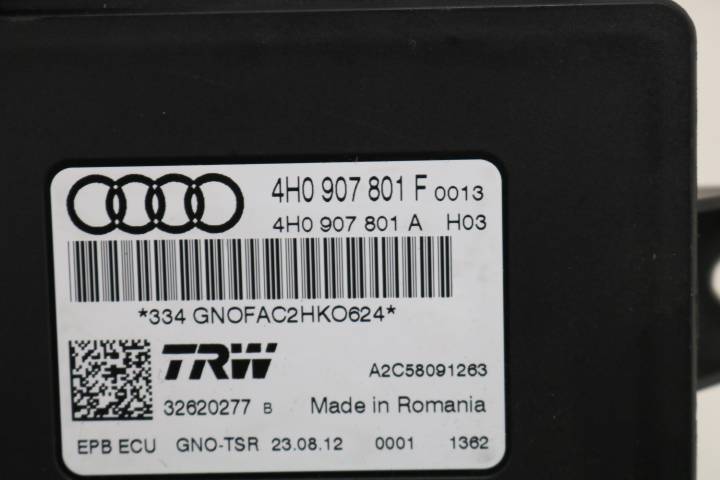 4H0 907 801 F 0013
4H0 907 801 A H03
*334 GNOFAC2HKO624*
TRW A2C58091263
32620277 B Made in Romania
EPB ECU GNO-TSR 23.08.12 0001 1362